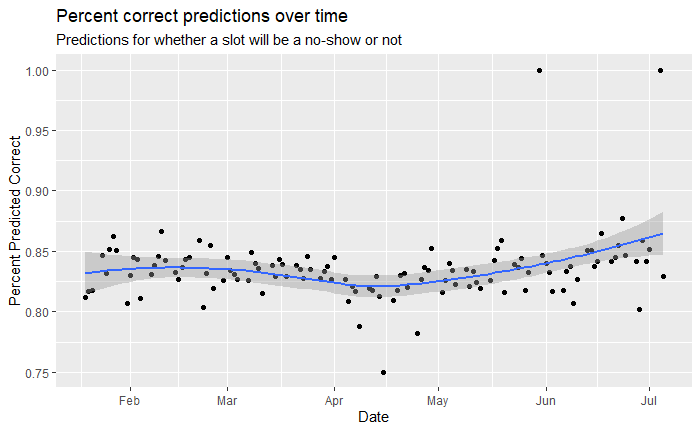 Percent correct predictions over time
Predictions for whether a slot will be a no-show or not
Percent Predicted Correct
1.00
0.95
0.90
0.85
0.80
0.75
Feb Mar Apr May Jun Jul
Date